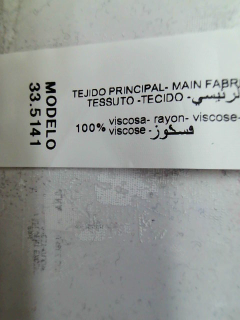 MODELO
33.5141
TEJIDO PRINCIPAL- MAIN FABR
TESSUTO -TECIDO -
100% viscosa- rayon- viscose-
viscose- فسكوز